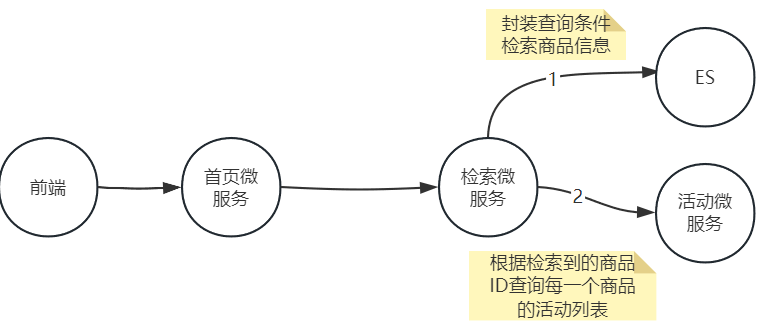 封装查询条件
检索商品信息
1
ES
前端
首页微
服务
检索微
服务
2
活动微
服务
根据检索到的商品
ID查询每一个商品
的活动列表